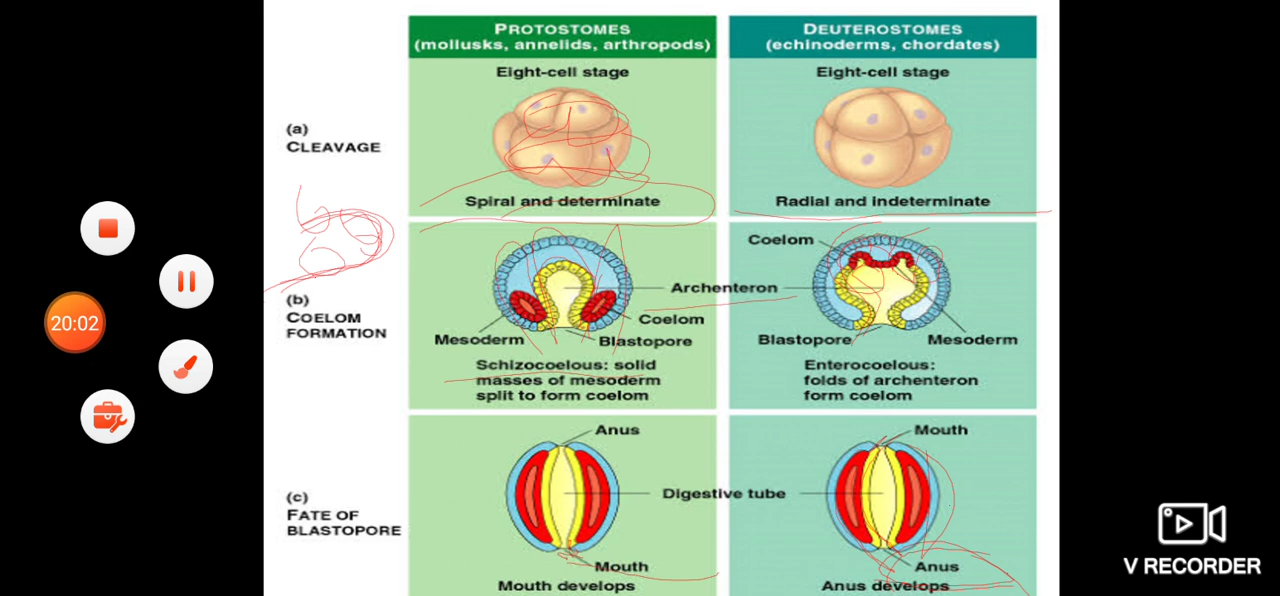 PROTOSTOMES
(mollusks, annelids, arthropods)
DEUTEROSTOMES
(echinoderms, chordates)
(a)
CLEAVAGE
Eight-cell stage
Spiral and determinate
Eight-cell stage
Radial and indeterminate
(b)
COELOM
FORMATION
Coelom
Archenteron
Coelom
Mesoderm
Blastopore
Blastopore
Mesoderm
Schizocoelous: solid
masses of mesoderm
split to form coelom
Enterocoelous:
folds of archenteron
form coelom
(c)
FATE OF
BLASTOPORE
Anus
Mouth
Digestive tube
Mouth
Anus
Mouth develops
Anus develops
20:02
V RECORDER